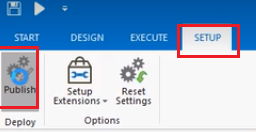 START DESIGN EXECUTE SETUP
Publish Setup Extensions Reset Settings
Deploy Options